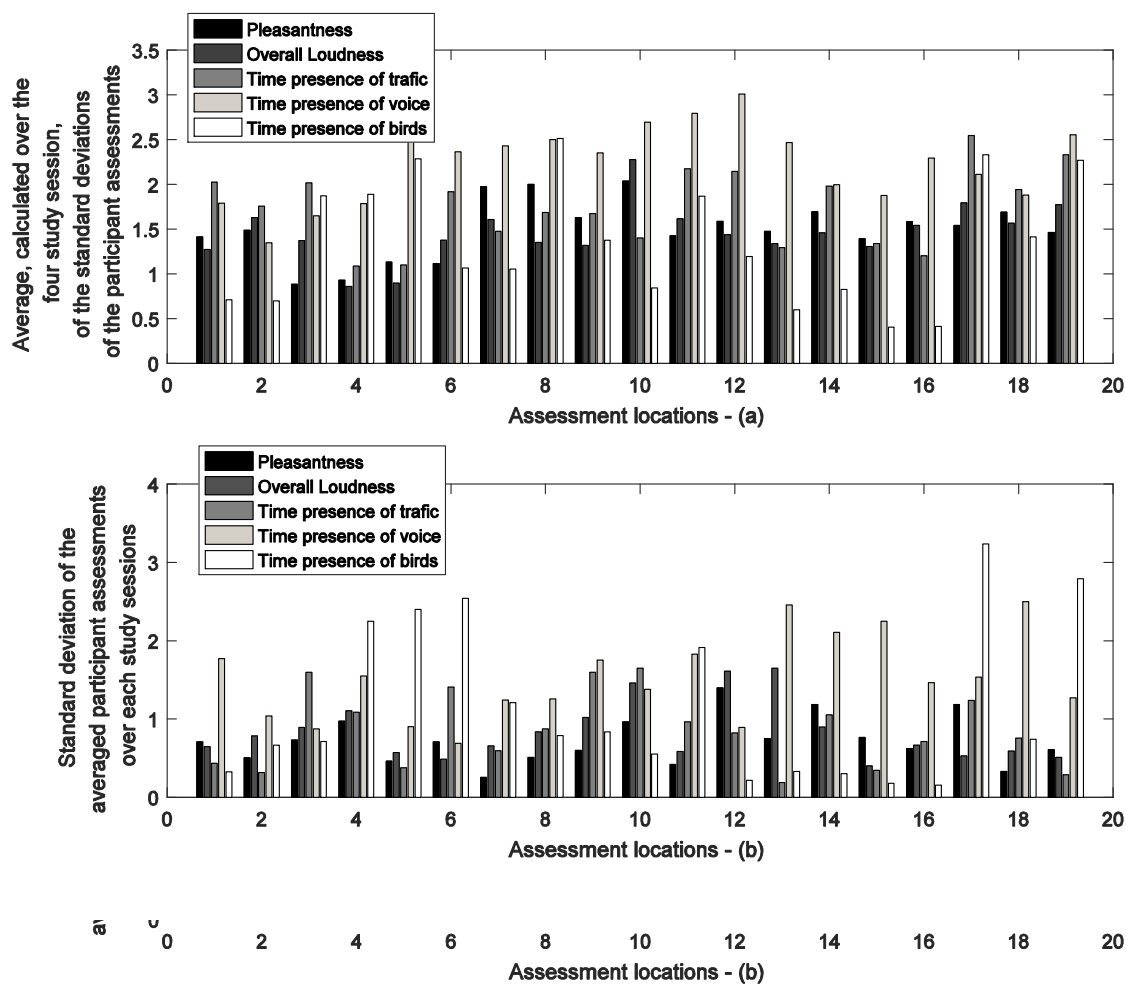 Pleasantness
Overall Loudness
Time presence of trafic
Time presence of voice
Time presence of birds
Average, calculated over the
four study session,
of the standard deviations
of the participant assessments
3.5
3
2.5
2
1.5
1
0.5
0
0 2 4 6 8 10 12 14 16 18 20
Assessment locations - (a)
Pleasantness
Overall Loudness
Time presence of trafic
Time presence of voice
Time presence of birds
Standard deviation of the
averaged participant assessments
over each study sessions
4
3
2
1
0
0 2 4 6 8 10 12 14 16 18 20
Assessment locations - (b)
0 2 4 6 8 10 12 14 16 18 20
Assessment locations - (b)